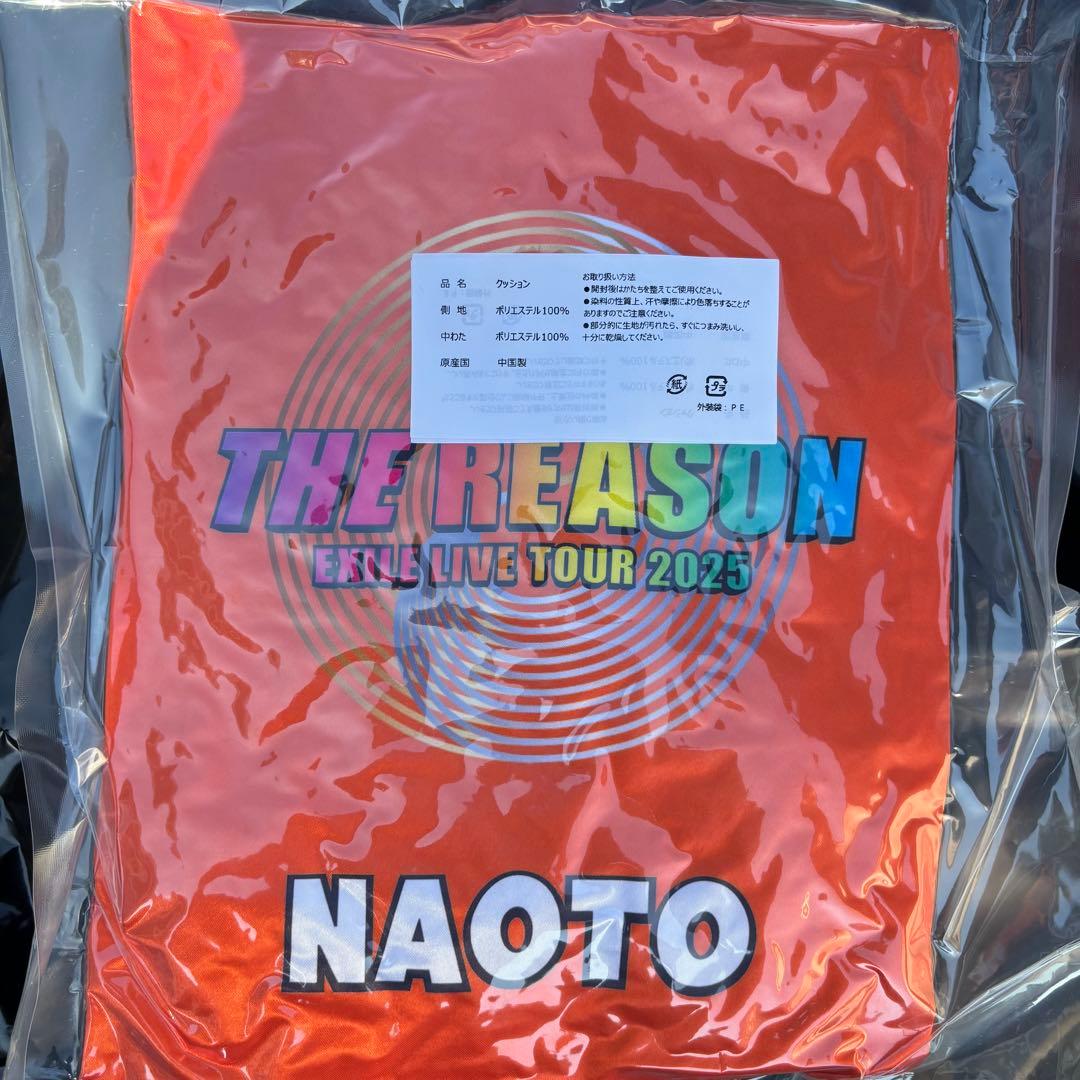 品名 クッション
側地 ポリエステル100%
中わた ポリエステル100%
原産国 中国製
お取り扱い方法
●開封後はかたちを整えてご使用ください。
●染料の性質上、汗や摩擦により色落ちすることが
ありますのでご注意ください。
●部分的に生地が汚れたら、すぐにつまみ洗いし、
十分に乾燥してください。
紙 プラ
外装袋：PE
THE REASON
EXILE LIVE TOUR 2025
NAOTO